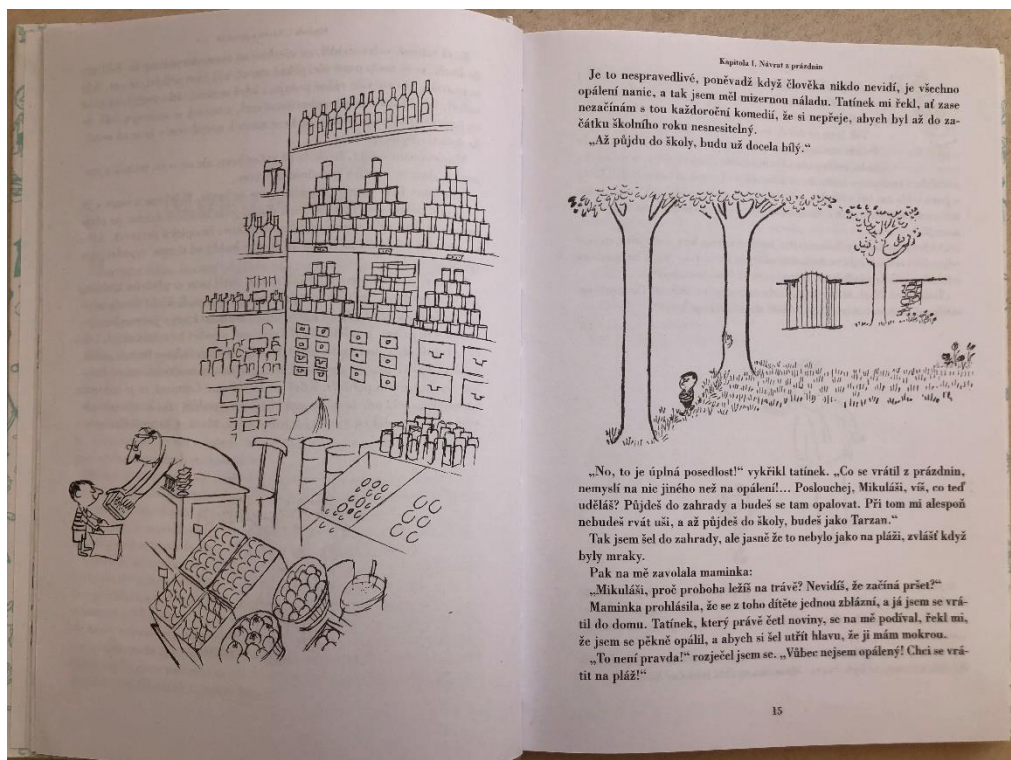 Kapitola I. Návrat z prázdnin
Je to nespravedlivé, poněvadž když člověka nikdo nevidí, je všechno
opálení nanic, a tak jsem měl mizernou náladu. Tatínek mi řekl, ať zase
nezačínám s tou každoroční komedií, že si nepřeje, abych byl až do za-
čátku školního roku nesnesitelný.
„Až půjdu do školy, budu už docela bílý.“
„No, to je úplná posedlost!“ vykřikl tatínek. „Co se vrátil z prázdnin,
nemyslí na nic jiného než na opálení!... Poslouchej, Mikuláši, víš, co teď
uděláš? Půjdeš do zahrady a budeš se tam opalovat. Při tom mi alespoň
nebudeš rvát uši, a až půjdeš do školy, budeš jako Tarzan.“
Tak jsem šel do zahrady, ale jasně že to nebylo jako na pláži, zvlášť když
byly mraky.
Pak na mě zavolala maminka:
„Mikuláši, proč proboha ležíš na trávě? Nevidíš, že začíná pršet?“
Maminka prohlásila, že se z toho dítěte jednou zblázní, a já jsem se vrá-
til do domu. Tatínek, který právě četl noviny, se na mě podíval, řekl mi,
že jsem se pěkně opálil, a abych si šel utřít hlavu, že ji mám mokrou.
„To není pravda!“ rozječel jsem se. „Vůbec nejsem opálený! Chci se vrá-
tit na pláž!“
15